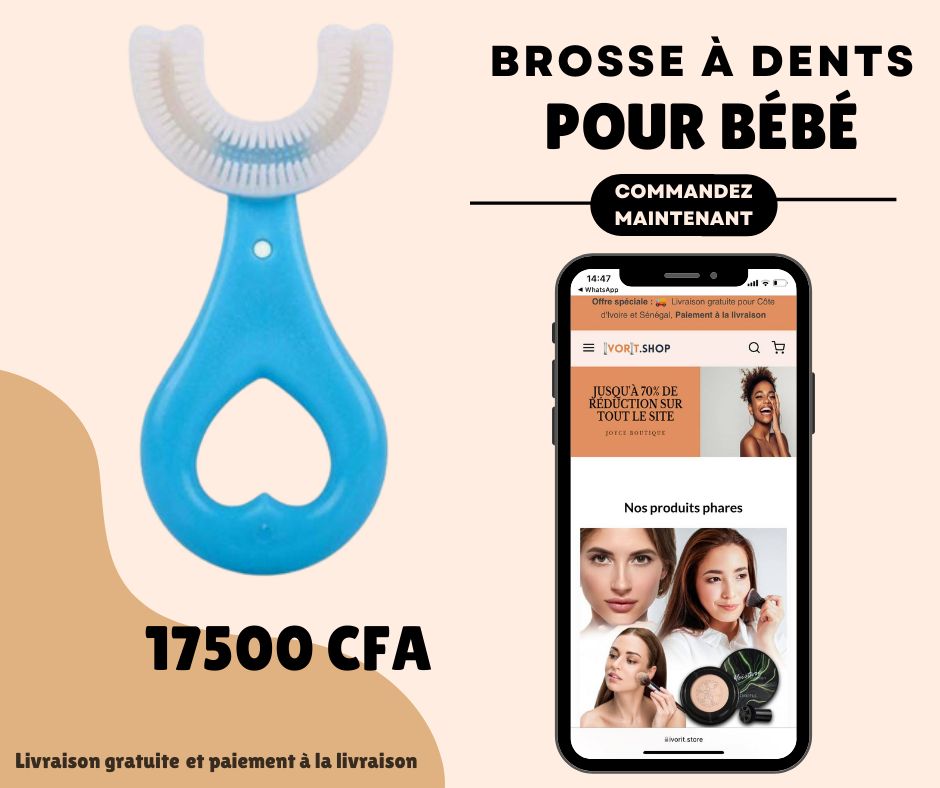 BROSSE À DENTS
POUR BÉBÉ
COMMANDEZ
MAINTENANT
14:47
◀ WhatsApp
Offre spéciale : 🚚 Livraison gratuite pour Côte
d'Ivoire et Sénégal, Paiement à la livraison
IVORIT.SHOP
JUSQU'À 70% DE
RÉDUCTION SUR
TOUT LE SITE
JOYCE BOUTIQUE
Nos produits phares
ivorit.store
17500 CFA
Livraison gratuite et paiement à la livraison